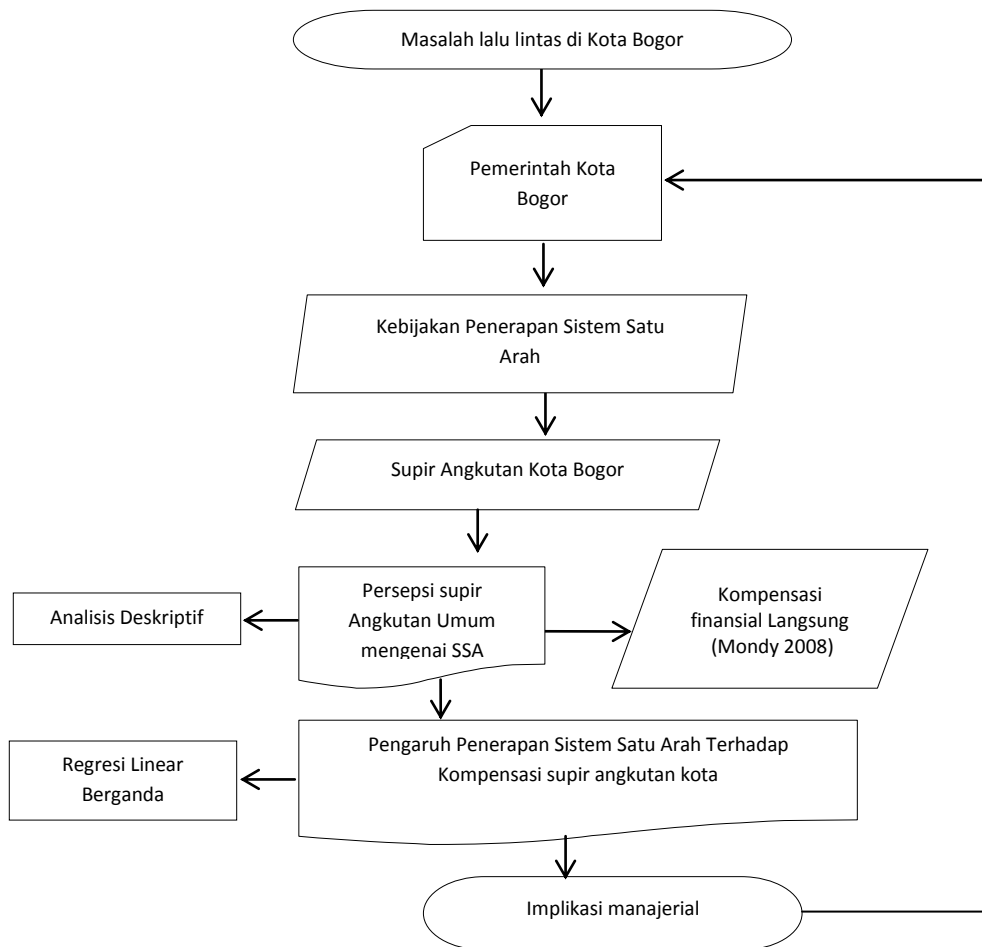 Masalah lalu lintas di Kota Bogor
Pemerintah Kota
Bogor
Kebijakan Penerapan Sistem Satu
Arah
Supir Angkutan Kota Bogor
Analisis Deskriptif
Persepsi supir
Angkutan Umum
mengenai SSA
Kompensasi
finansial Langsung
(Mondy 2008)
Regresi Linear
Berganda
Pengaruh Penerapan Sistem Satu Arah Terhadap
Kompensasi supir angkutan kota
Implikasi manajerial